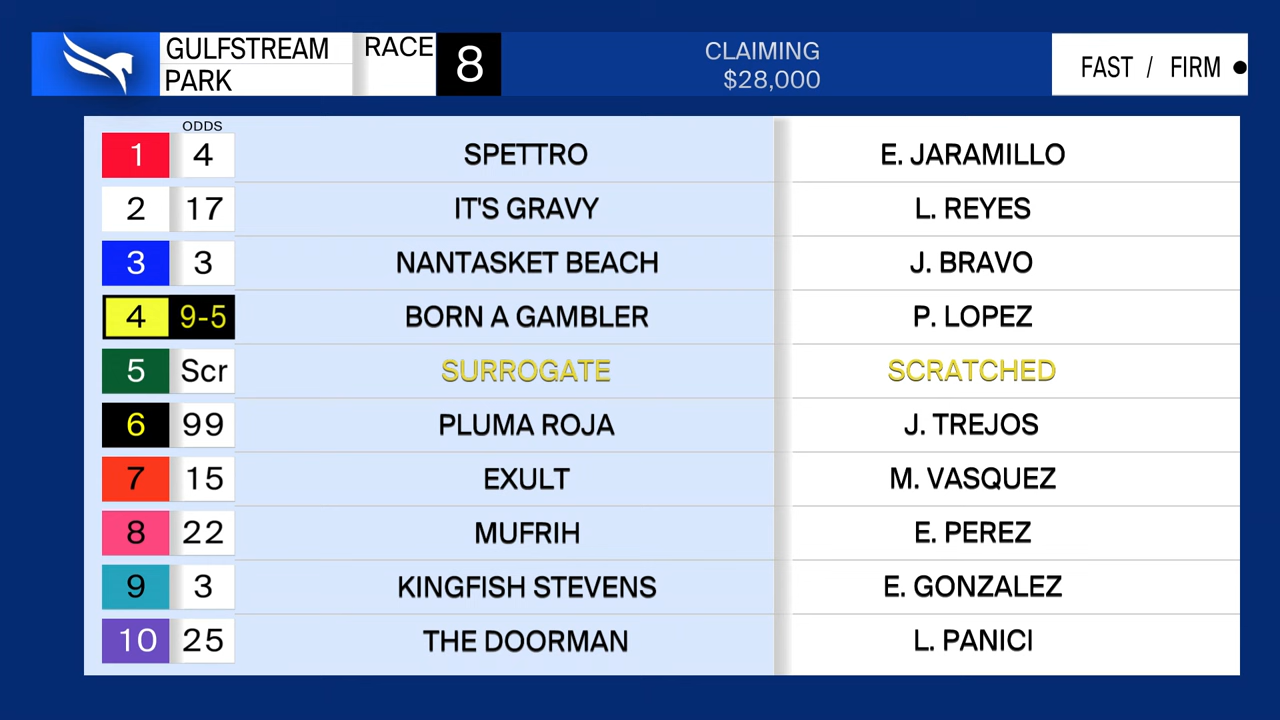 GULFSTREAM PARK RACE 8 CLAIMING $28,000 FAST / FIRM
ODDS
1 4 SPETTRO E. JARAMILLO
2 17 IT'S GRAVY L. REYES
3 3 NANTASKET BEACH J. BRAVO
4 9-5 BORN A GAMBLER P. LOPEZ
5 Scr SURROGATE SCRATCHED
6 99 PLUMA ROJA J. TREJOS
7 15 EXULT M. VASQUEZ
8 22 MUFRIH E. PEREZ
9 3 KINGFISH STEVENS E. GONZALEZ
10 25 THE DOORMAN L. PANICI